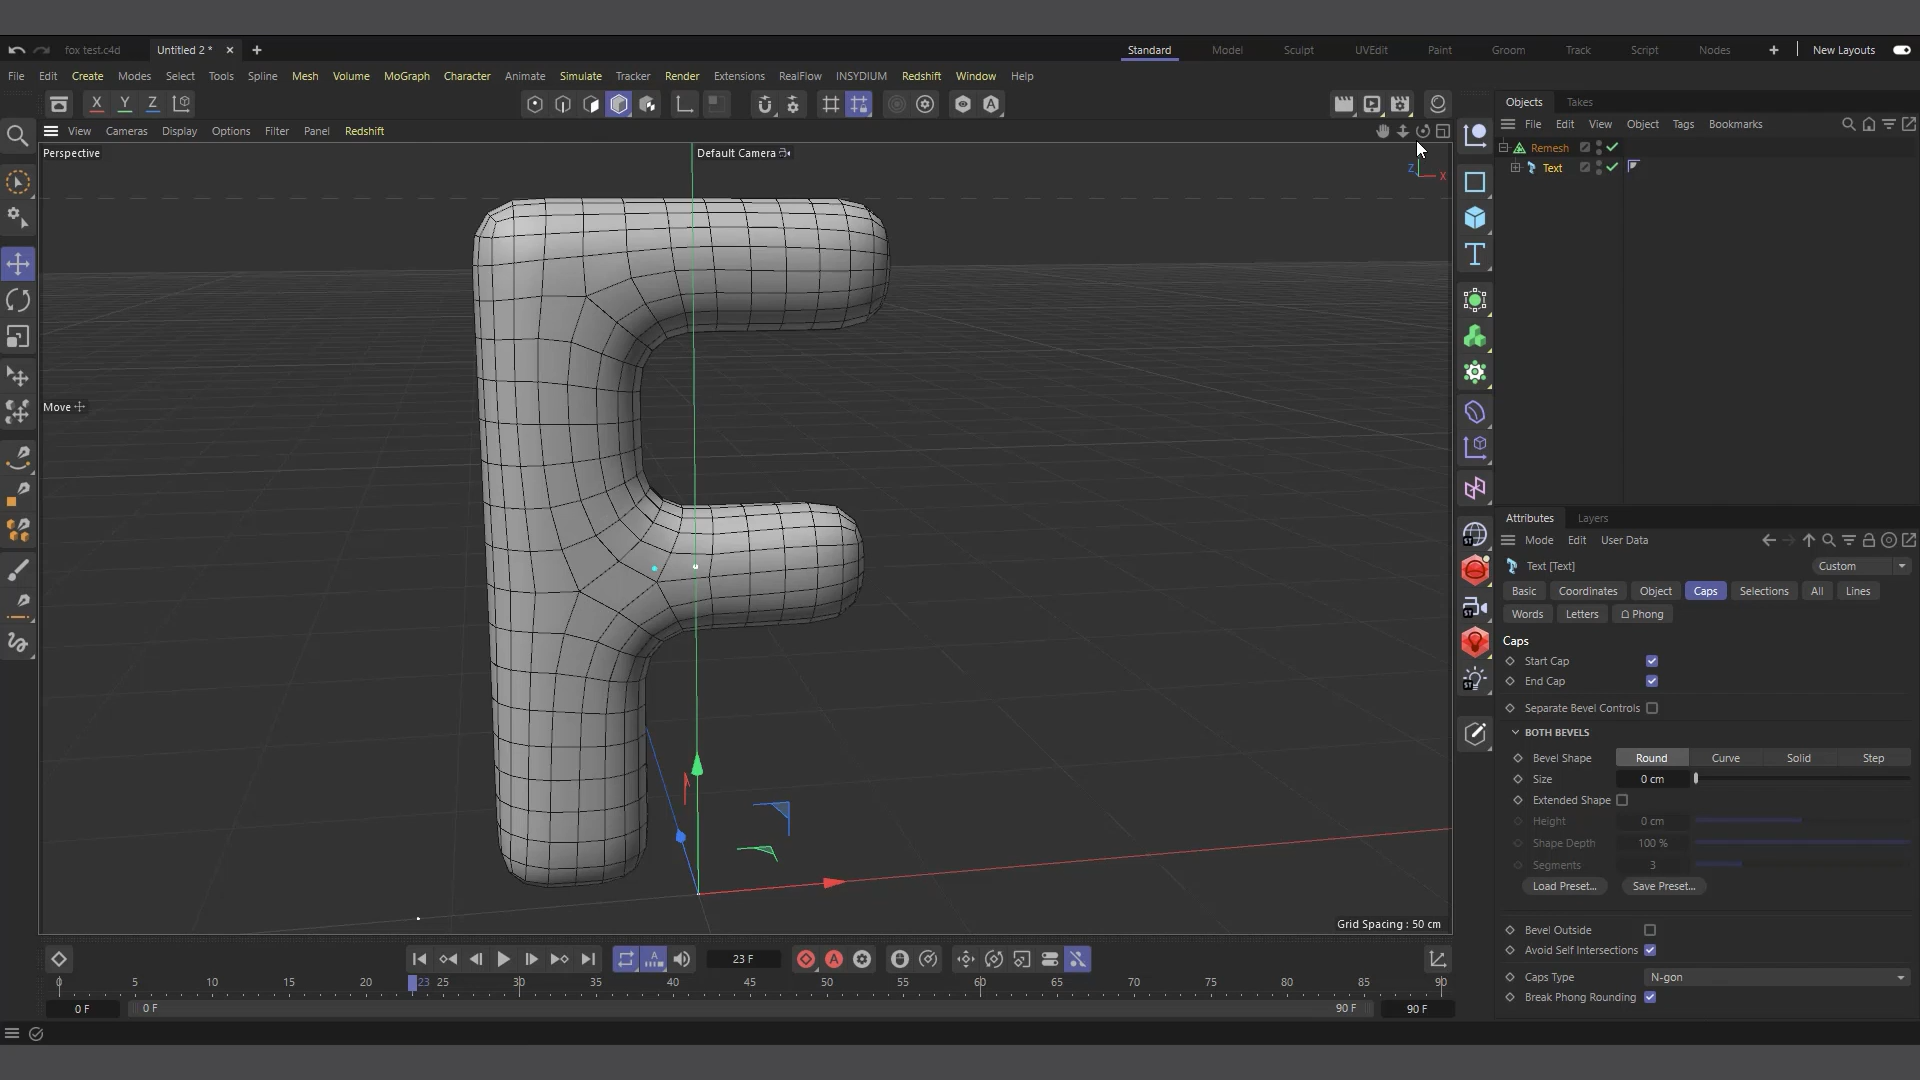 fox test.c4d Untitled 2 * Standard Model Sculpt UVEdit Paint Groom Track Script Nodes New Layouts
File Edit Create Modes Select Tools Spline Mesh Volume MoGraph Character Animate Simulate Tracker Render Extensions RealFlow INSYDIUM Redshift Window Help
X Y Z
Objects Takes
View Cameras Display Options Filter Panel Redshift
File Edit View Object Tags Bookmarks
Perspective Default Camera
Remesh
Z X
Text
Move
Attributes Layers
Mode Edit User Data
Text [Text] Custom
Basic Coordinates Object Caps Selections All Lines
Words Letters Phong
Caps
Start Cap
End Cap
Separate Bevel Controls
BOTH BEVELS
Bevel Shape Round Curve Solid Step
Size 0 cm
Extended Shape
Height 0 cm
Shape Depth 100 %
Segments 3
Load Preset... Save Preset...
Grid Spacing : 50 cm
Bevel Outside
Avoid Self Intersections
23 F
Caps Type N-gon
0 5 10 15 20 23 25 30 35 40 45 50 55 60 65 70 75 80 85 90
Break Phong Rounding
0 F 0 F 90 F 90 F